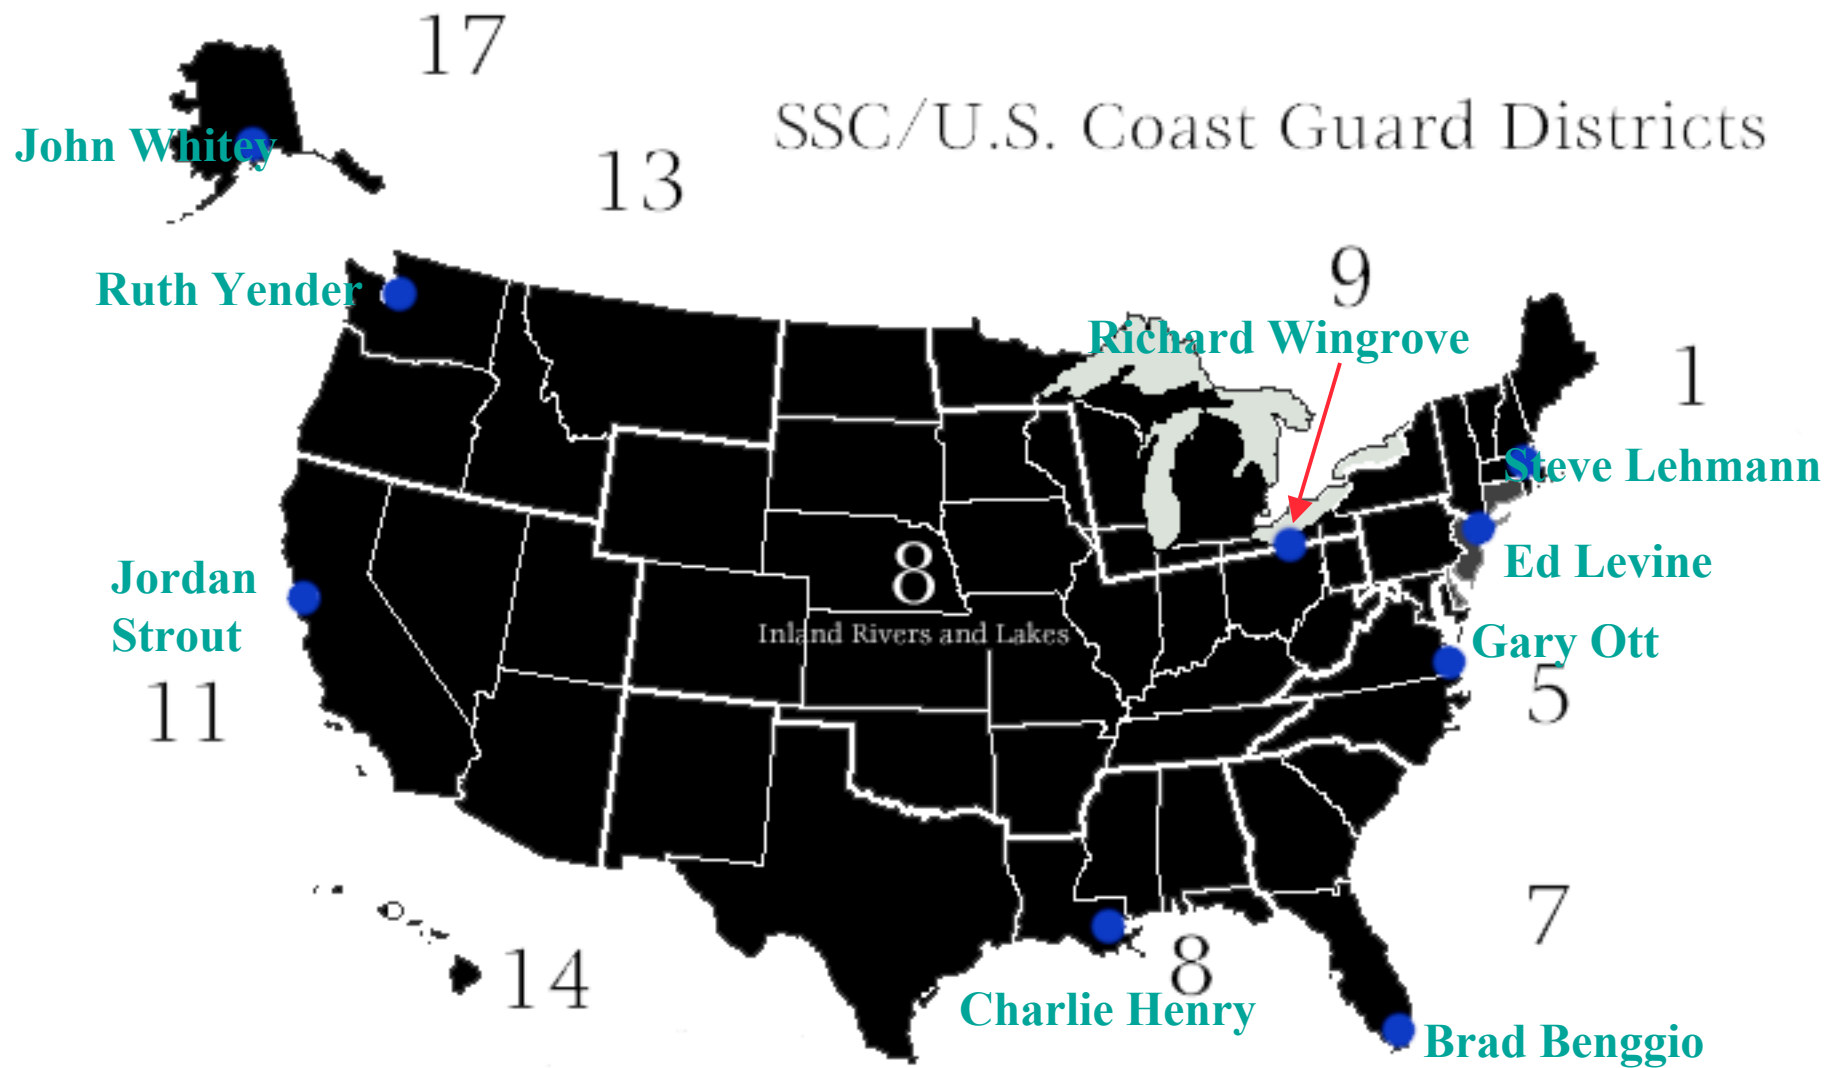 17
SSC/U.S. Coast Guard Districts
John Whitey
13
9
Ruth Yender
Richard Wingrove
1
Steve Lehmann
8
Ed Levine
Jordan
Strout
Inland Rivers and Lakes
Gary Ott
11
5
7
14
8
Charlie Henry
Brad Benggio